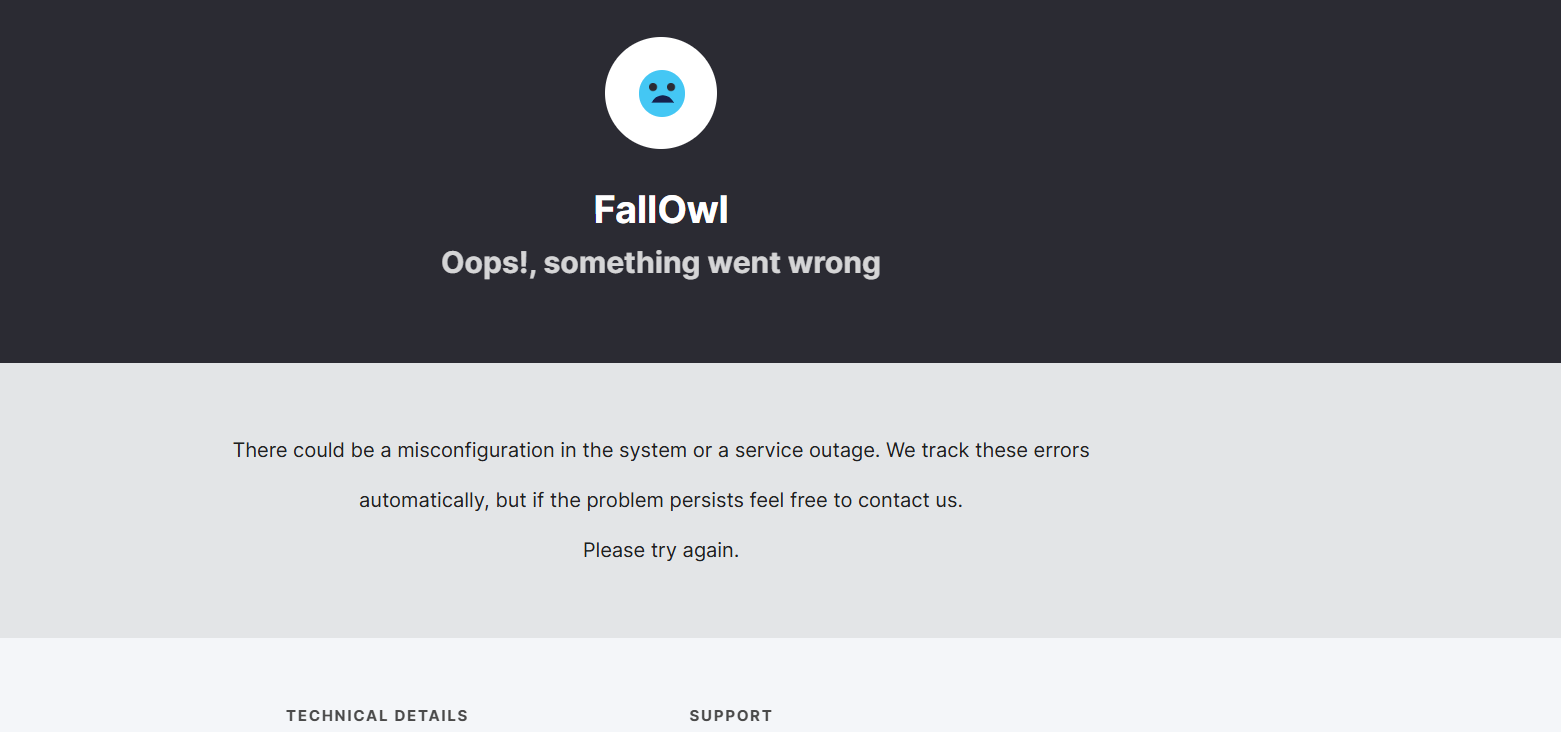 FallOwl
Oops!, something went wrong
There could be a misconfiguration in the system or a service outage. We track these errors
automatically, but if the problem persists feel free to contact us.
Please try again.
TECHNICAL DETAILS
SUPPORT